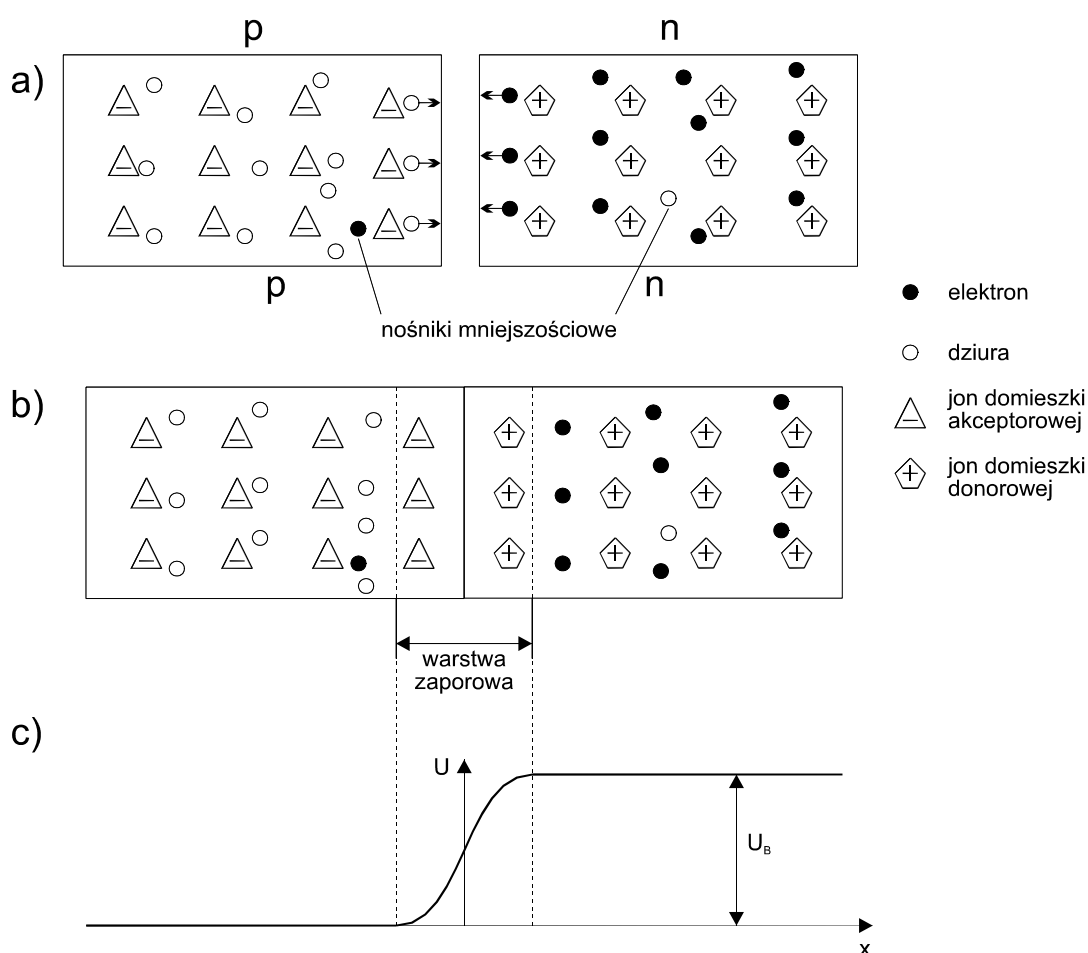 p
n
a)
p
n
nośniki mniejszościowe
elektron
dziura
jon domieszki
akceptorowej
jon domieszki
donorowej
b)
warstwa
zaporowa
c)
U
U_B
x